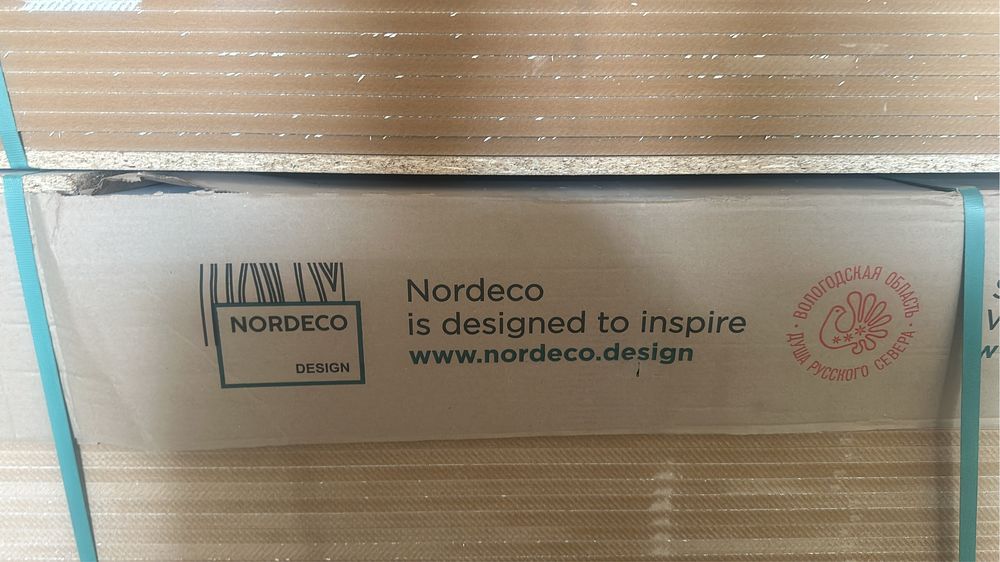 NORDECO
DESIGN
Nordeco
is designed to inspire
www.nordeco.design
ВОЛОГОДСКАЯ ОБЛАСТЬ
ДУША РУССКОГО СЕВЕРА